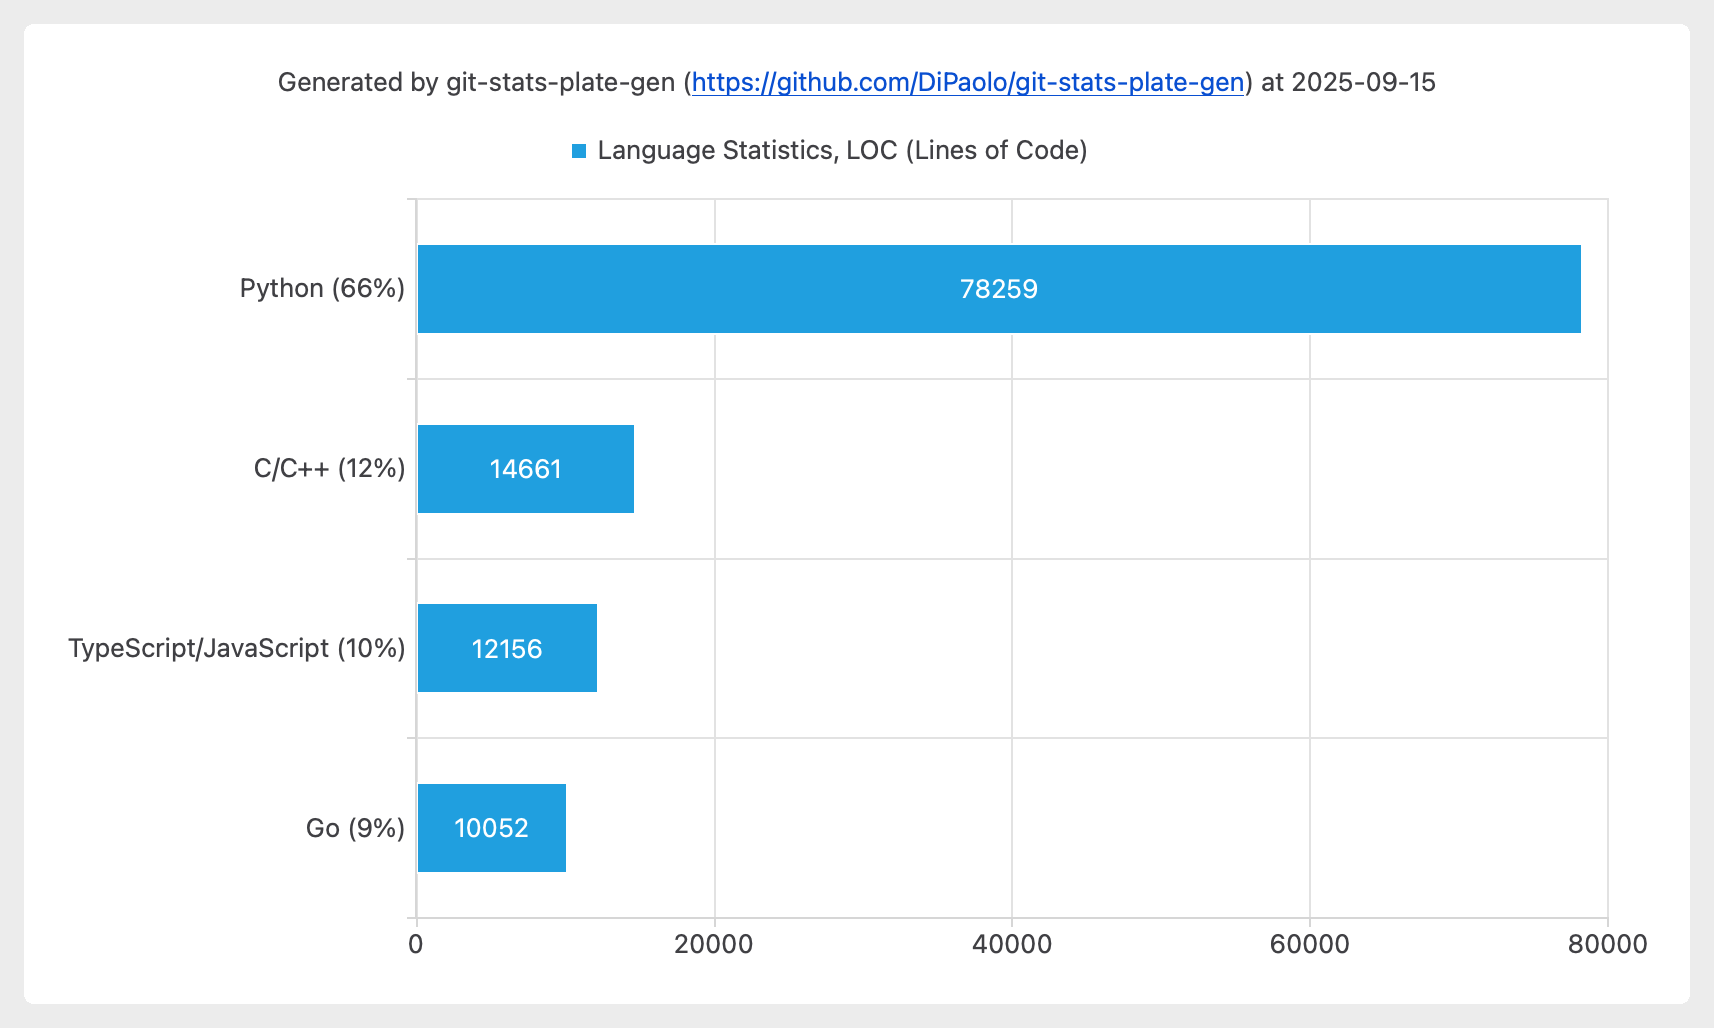 Generated by git-stats-plate-gen (https://github.com/DiPaolo/git-stats-plate-gen) at 2025-09-15
Language Statistics, LOC (Lines of Code)
Python (66%) 78259
C/C++ (12%) 14661
TypeScript/JavaScript (10%) 12156
Go (9%) 10052
0 20000 40000 60000 80000